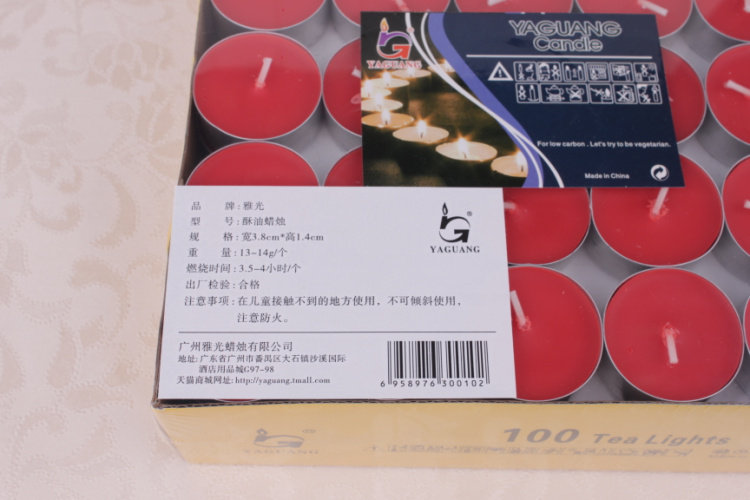 YAGUANG
Candle
YAGUANG
For low carbon . Let's try to be vegetarian.
Made in China
品 牌:雅光
型 号:酥油蜡烛
规 格:宽3.8cm*高1.4cm
重 量:13-14g/个
燃烧时间:3.5-4小时/个
出厂检验:合格
注意事项:在儿童接触不到的地方使用,不可倾斜使用,
注意防火。
YAGUANG
广州雅光蜡烛有限公司
地址:广东省广州市番禺区大石镇沙溪国际
酒店用品城G97-98
天猫商城网址:http://yaguang.tmall.com
6 958976 300102
YAGUANG
100 Tea Lights